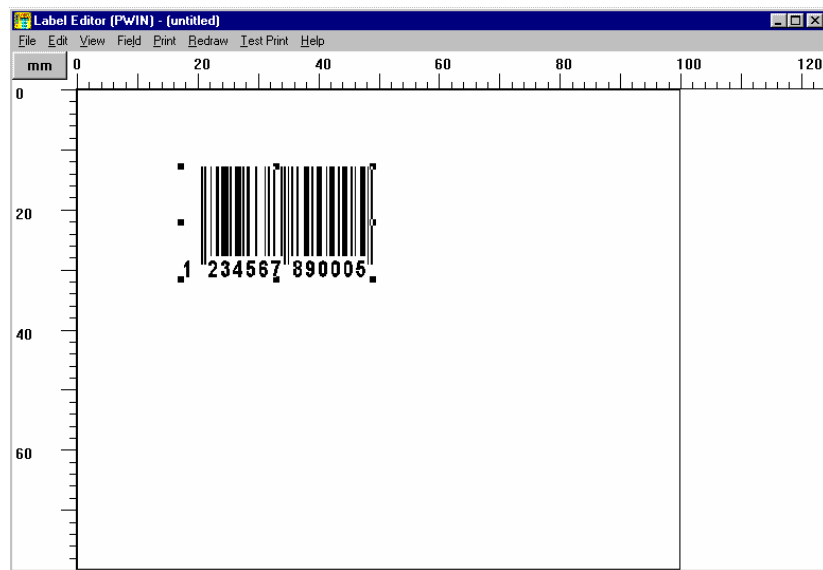 Label Editor (PWIN) - (untitled)
File Edit View Field Print Redraw Test Print Help
mm 0 20 40 60 80 100 120
0
20
1 234567 890005
40
60